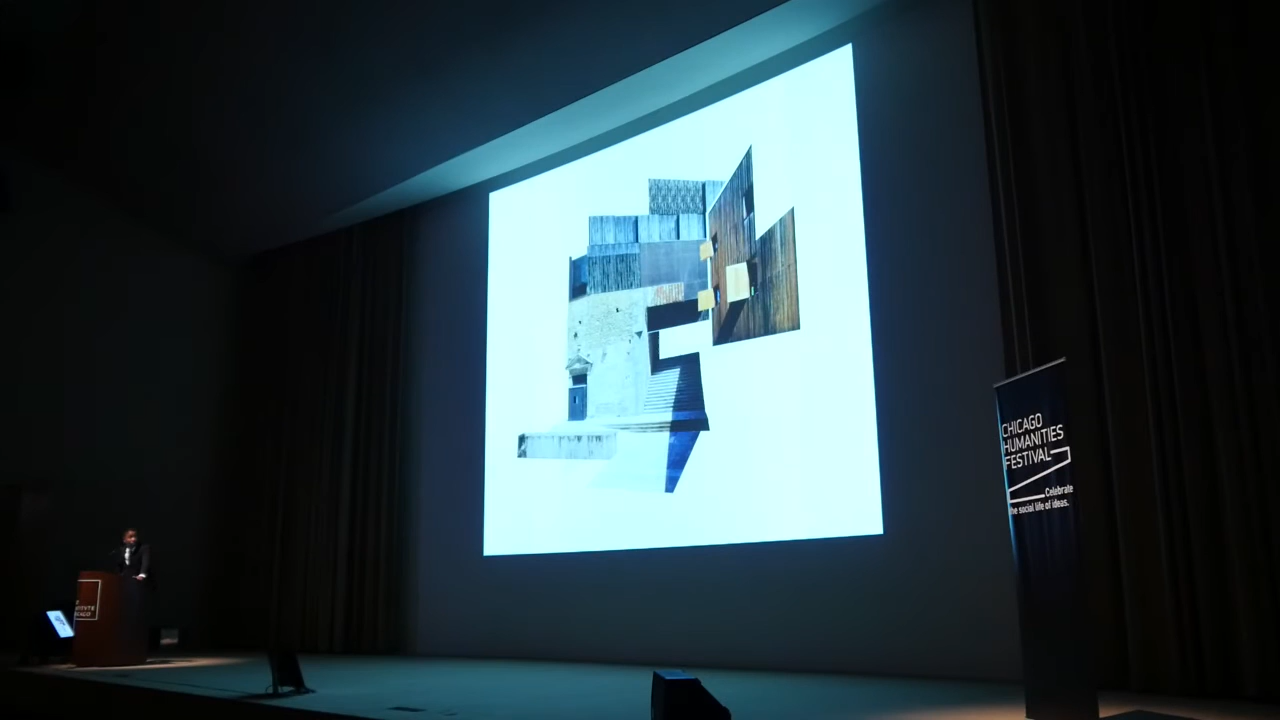 CHICAGO
HUMANITIES
FESTIVAL
Celebrate
the social life of ideas.